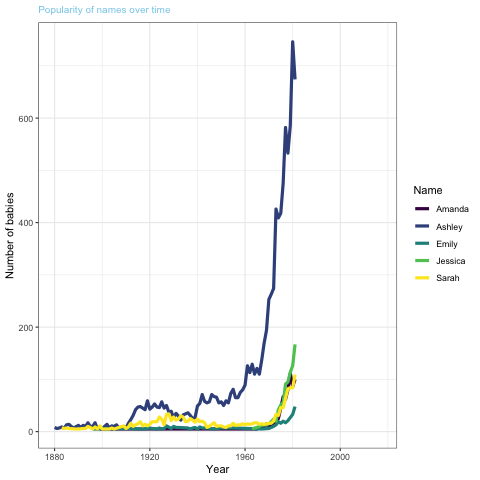 Popularity of names over time
600
400
200
0
Number of babies
1880
1920
1960
2000
Year
Name
Amanda
Ashley
Emily
Jessica
Sarah